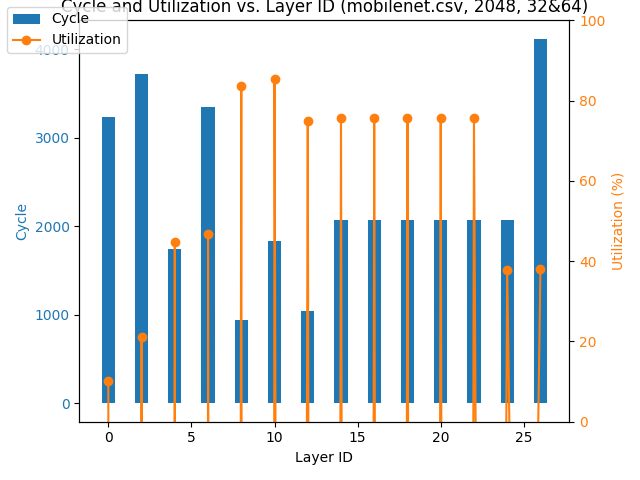 Cycle and Utilization vs. Layer ID (mobilenet.csv, 2048, 32&64)
Cycle
Utilization
4000
3000
2000
1000
0
Cycle
100
80
60
40
20
0
Utilization (%)
0 5 10 15 20 25
Layer ID